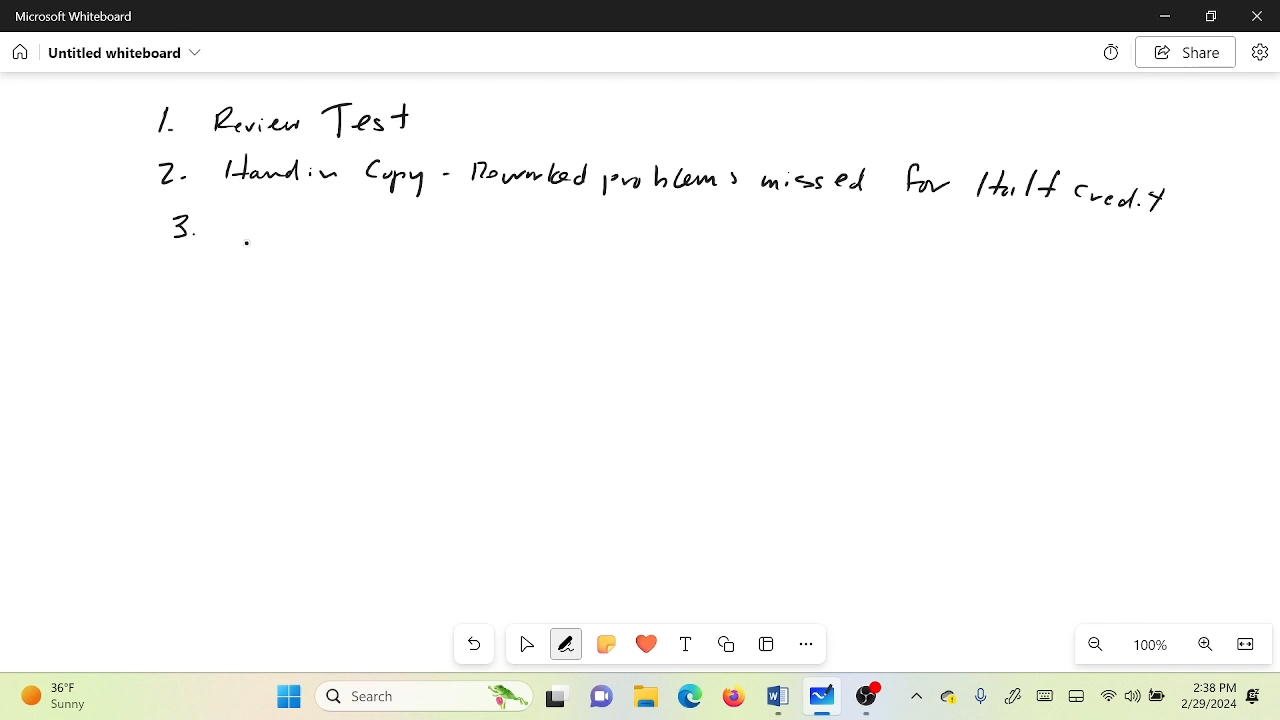 Microsoft Whiteboard
Untitled whiteboard
Share
1. Review Test
2. Hand in Copy - Reworked problems missed for Half credit
3.
T
100%
36°F
Sunny
Search
2:38 PM
2/29/2024